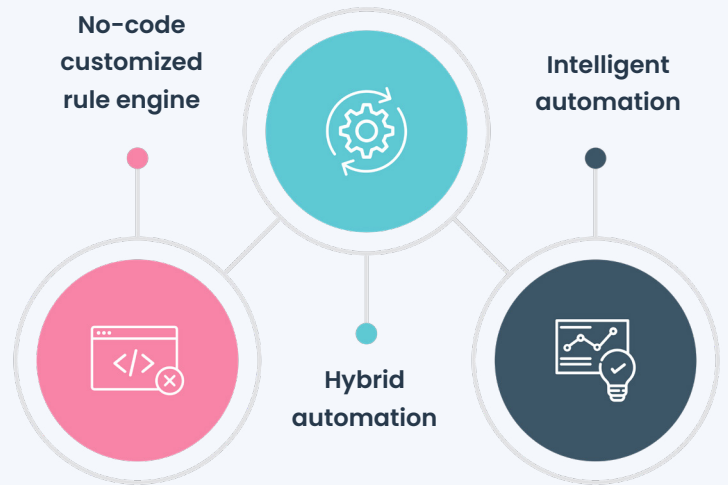 No-code
customized
rule engine
Intelligent
automation
</>
Hybrid
automation